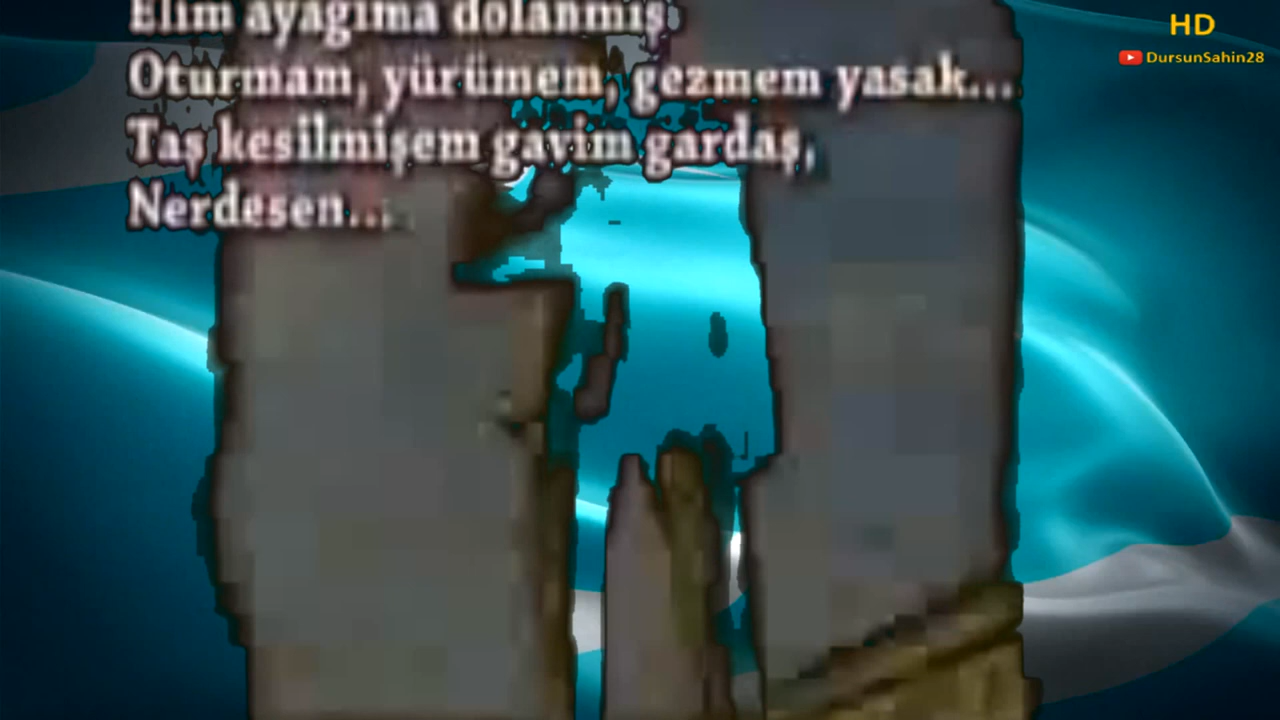 Elim ayağıma dolanmış
Oturmam, yürümem, gezmem yasak...
Taş kesilmişem gavim gardaş,
Nerdesen...
HD
DursunSahin28